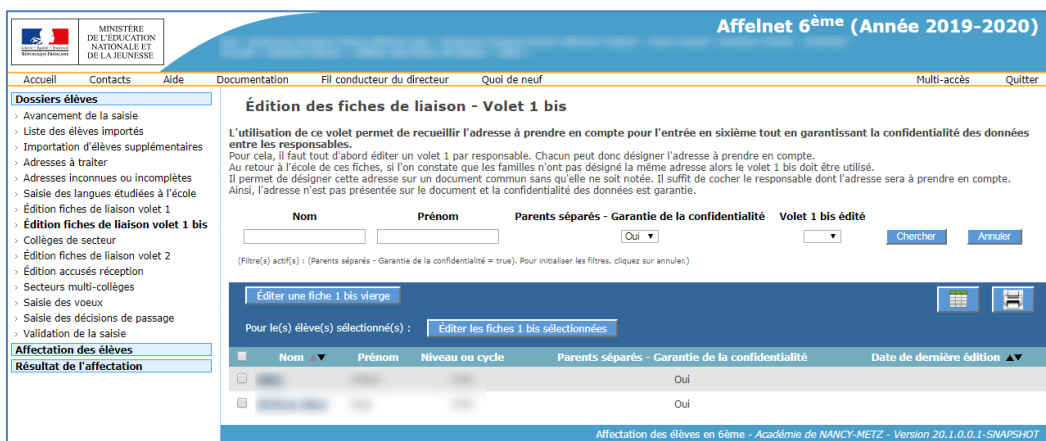 MINISTÈRE
DE L'ÉDUCATION
NATIONALE ET
DE LA JEUNESSE
Liberté • Égalité • Fraternité
RÉPUBLIQUE FRANÇAISE
Affelnet 6ème (Année 2019-2020)
Accueil Contacts Aide Documentation Fil conducteur du directeur Quoi de neuf Multi-accès Quitter
Dossiers élèves
> Avancement de la saisie
> Liste des élèves importés
> Importation d'élèves supplémentaires
> Adresses à traiter
> Adresses inconnues ou incomplètes
> Saisie des langues étudiées à l'école
> Édition fiches de liaison volet 1
> Édition fiches de liaison volet 1 bis
> Collèges de secteur
> Édition fiches de liaison volet 2
> Édition accusés réception
> Secteurs multi-collèges
> Saisie des voeux
> Saisie des décisions de passage
> Validation de la saisie
Affectation des élèves
Résultat de l'affectation
Édition des fiches de liaison - Volet 1 bis
L'utilisation de ce volet permet de recueillir l'adresse à prendre en compte pour l'entrée en sixième tout en garantissant la confidentialité des données
entre les responsables.
Pour cela, il faut tout d'abord éditer un volet 1 par responsable. Chacun peut donc désigner l'adresse à prendre en compte.
Au retour à l'école de ces fiches, si l'on constate que les familles n'ont pas désigné la même adresse alors le volet 1 bis doit être utilisé.
Il permet de désigner cette adresse sur un document commun sans qu'elle ne soit notée. Il suffit de cocher le responsable dont l'adresse sera à prendre en compte.
Ainsi, l'adresse n'est pas présentée sur le document et la confidentialité des données est garantie.
Nom Prénom Parents séparés - Garantie de la confidentialité Volet 1 bis édité
Oui Chercher Annuler
(Filtre(s) actif(s) : (Parents séparés - Garantie de la confidentialité = true). Pour initialiser les filtres, cliquez sur annuler.)
Éditer une fiche 1 bis vierge
Pour le(s) élève(s) sélectionné(s) : Éditer les fiches 1 bis sélectionnées
Nom Prénom Niveau ou cycle Parents séparés - Garantie de la confidentialité Date de dernière édition
Oui
Oui
Affectation des élèves en 6ème - Académie de NANCY-METZ - Version 20.1.0.0.1-SNAPSHOT